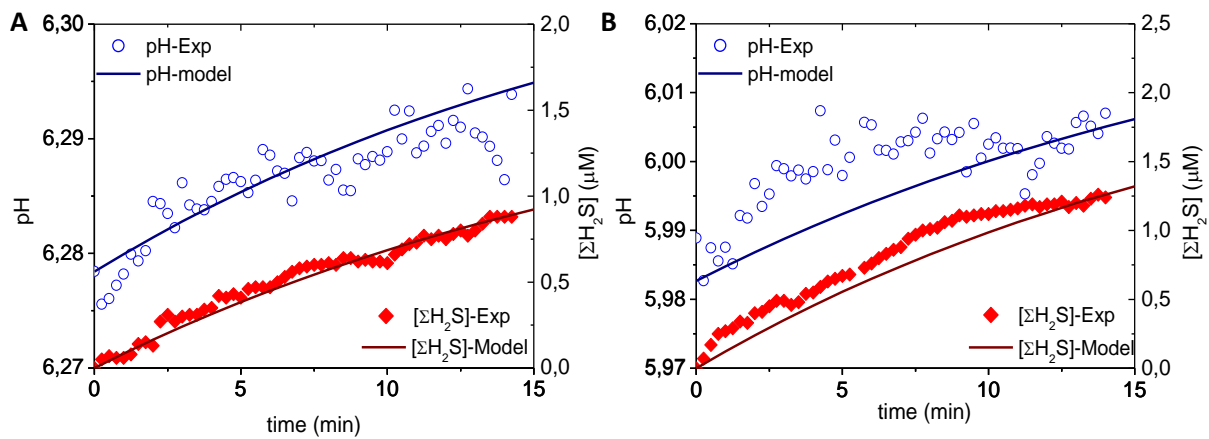 A
6,30
6,29
6,28
6,27
pH
pH-Exp
pH-model
[ΣH₂S]-Exp
[ΣH₂S]-Model
2,0
1,5
1,0
0,5
0,0
[ΣH₂S] (μM)
0 5 10 15
time (min)
B
6,02
6,01
6,00
5,99
5,98
5,97
pH
pH-Exp
pH-model
[ΣH₂S]-Exp
[ΣH₂S]-Model
2,5
2,0
1,5
1,0
0,5
0,0
[ΣH₂S] (μM)
0 5 10 15
time (min)